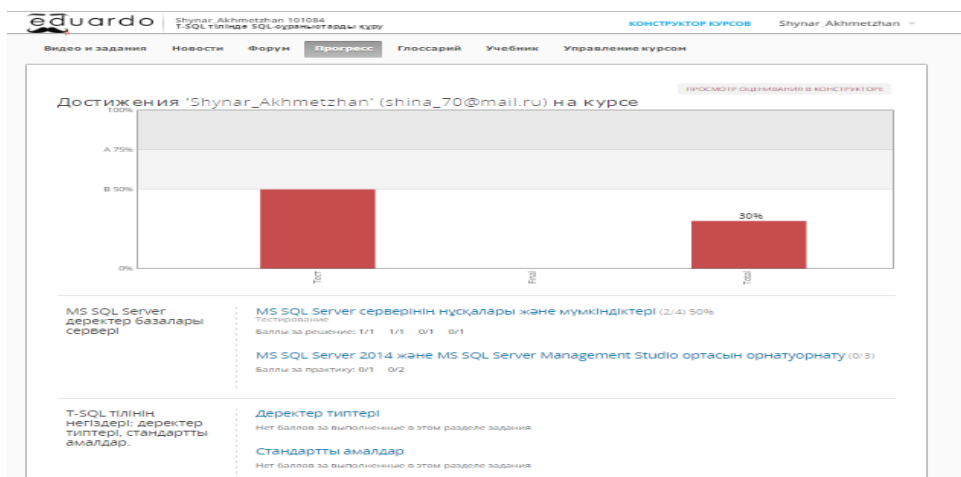 eduardo
Shynar_Akhmetzhan 101084
T-SQL тілінде SQL-сұраныстарды құру
КОНСТРУКТОР КУРСОВ
Shynar_Akhmetzhan
Видео и задания Новости Форум Прогресс Глоссарий Учебник Управление курсом
ПРОСМОТР ОЦЕНИВАНИЯ В КОНСТРУКТОРЕ
Достижения 'Shynar_Akhmetzhan' (shina_70@mail.ru) на курсе
100%
A 75%
B 50%
30%
0%
Тест
Final
Total
MS SQL Server
деректер базалары
сервері
MS SQL Server серверінің нұсқалары және мүмкіндіктері (2/4) 50%
Тестирование
Баллы за решение: 1/1 1/1 0/1 0/1
MS SQL Server 2014 және MS SQL Server Management Studio ортасын орнатуорнату (0/3)
Баллы за практику: 0/1 0/2
T-SQL тілінің
негіздері: деректер
типтері, стандартты
амалдар.
Деректер типтері
Нет баллов за выполненные в этом разделе задания
Стандартты амалдар
Нет баллов за выполненные в этом разделе задания